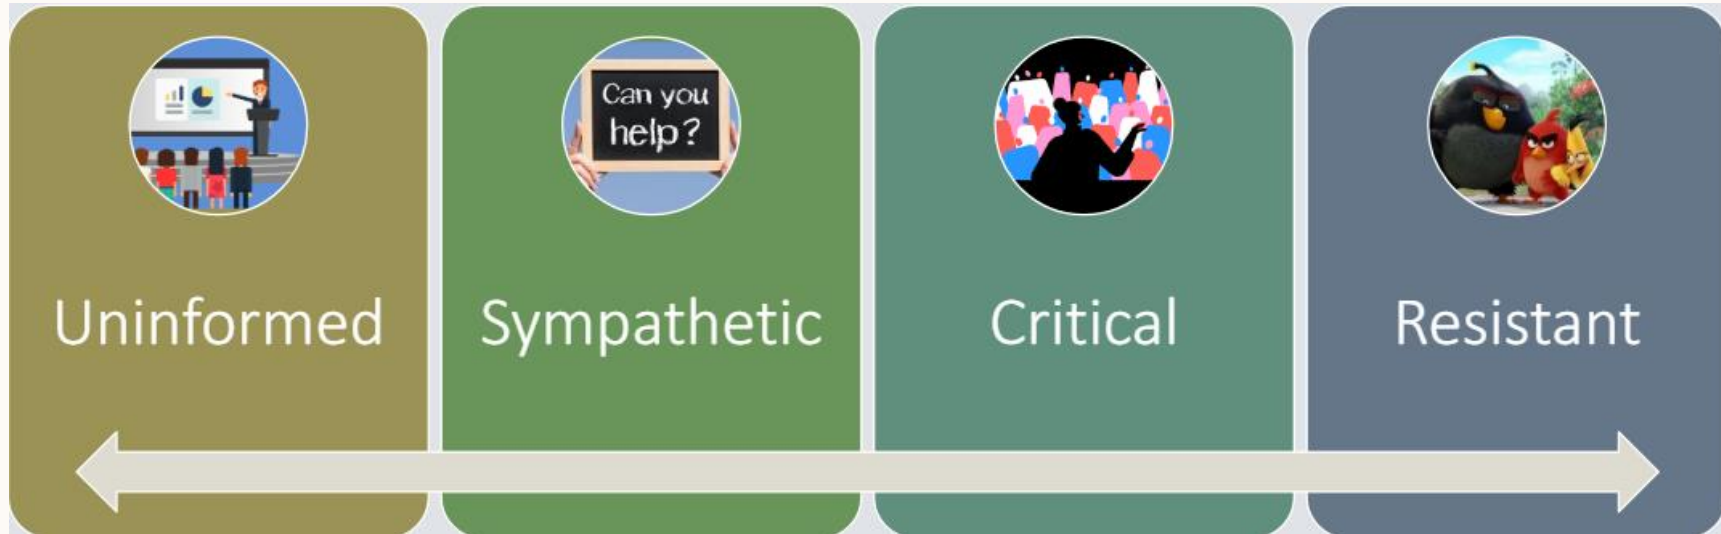 Can you
help?
Uninformed
Sympathetic
Critical
Resistant